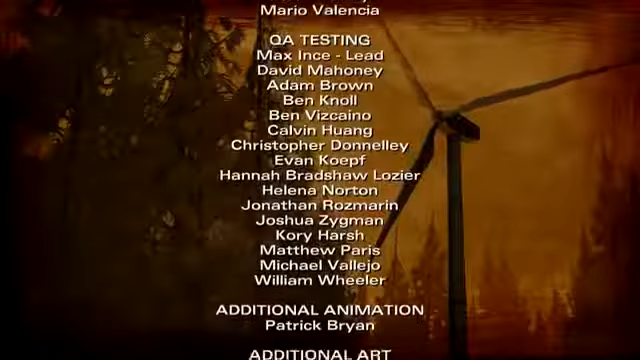 Mario Valencia
QA TESTING
Max Ince - Lead
David Mahoney
Adam Brown
Ben Knoll
Ben Vizcaino
Calvin Huang
Christopher Donnelley
Evan Koepf
Hannah Bradshaw Lozier
Helena Norton
Jonathan Rozmarin
Joshua Zygman
Kory Harsh
Matthew Paris
Michael Vallejo
William Wheeler
ADDITIONAL ANIMATION
Patrick Bryan
ADDITIONAL ART